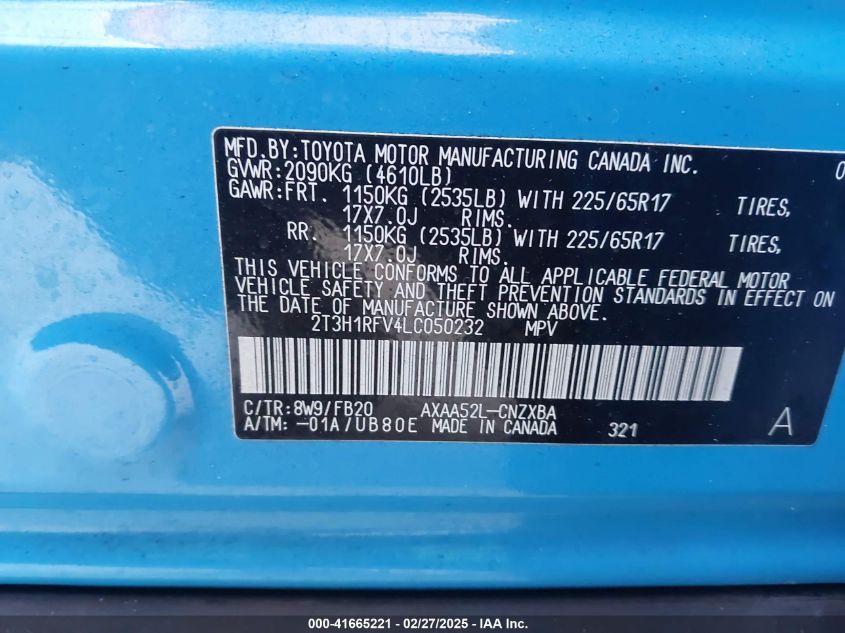 MFD.BY:TOYOTA MOTOR MANUFACTURING CANADA INC. 0
GVWR:2090KG (4610LB)
GAWR:FRT. 1150KG (2535LB) WITH 225/65R17 TIRES,
17X7.0J RIMS.
RR. 1150KG (2535LB) WITH 225/65R17 TIRES,
17X7.0J RIMS.
THIS VEHICLE CONFORMS TO ALL APPLICABLE FEDERAL MOTOR
VEHICLE SAFETY AND THEFT PREVENTION STANDARDS IN EFFECT ON
THE DATE OF MANUFACTURE SHOWN ABOVE.
2T3H1RFV4LC050232 MPV
C/TR:8W9/FB20 AXAA52L-CNZXBA
A/TM:-01A/UB80E MADE IN CANADA 321 A
000-41665221 | 02/27/2025 | IAA, Inc.